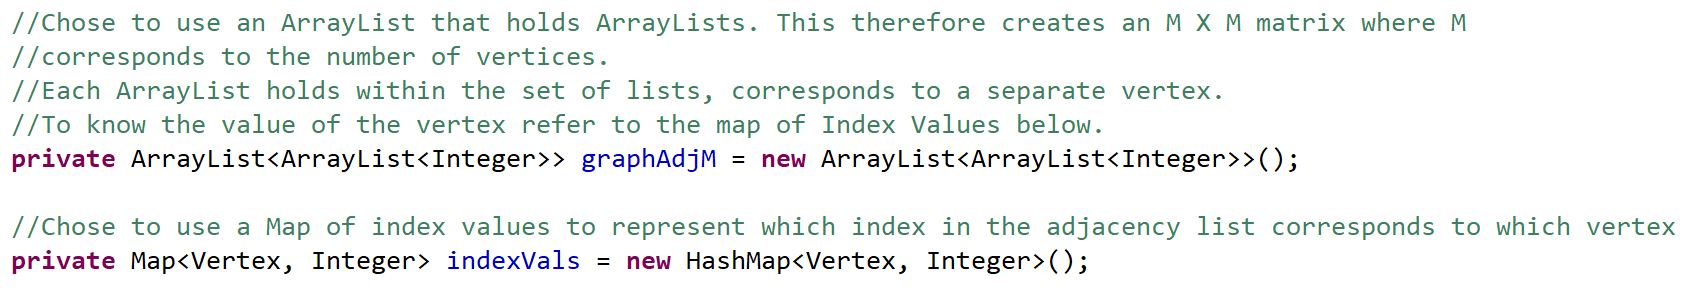 //Chose to use an ArrayList that holds ArrayLists. This therefore creates an M X M matrix where M
//corresponds to the number of vertices.
//Each ArrayList holds within the set of lists, corresponds to a separate vertex.
//To know the value of the vertex refer to the map of Index Values below.
private ArrayList<ArrayList<Integer>> graphAdjM = new ArrayList<ArrayList<Integer>>();
//Chose to use a Map of index values to represent which index in the adjacency list corresponds to which vertex
private Map<Vertex, Integer> indexVals = new HashMap<Vertex, Integer>();